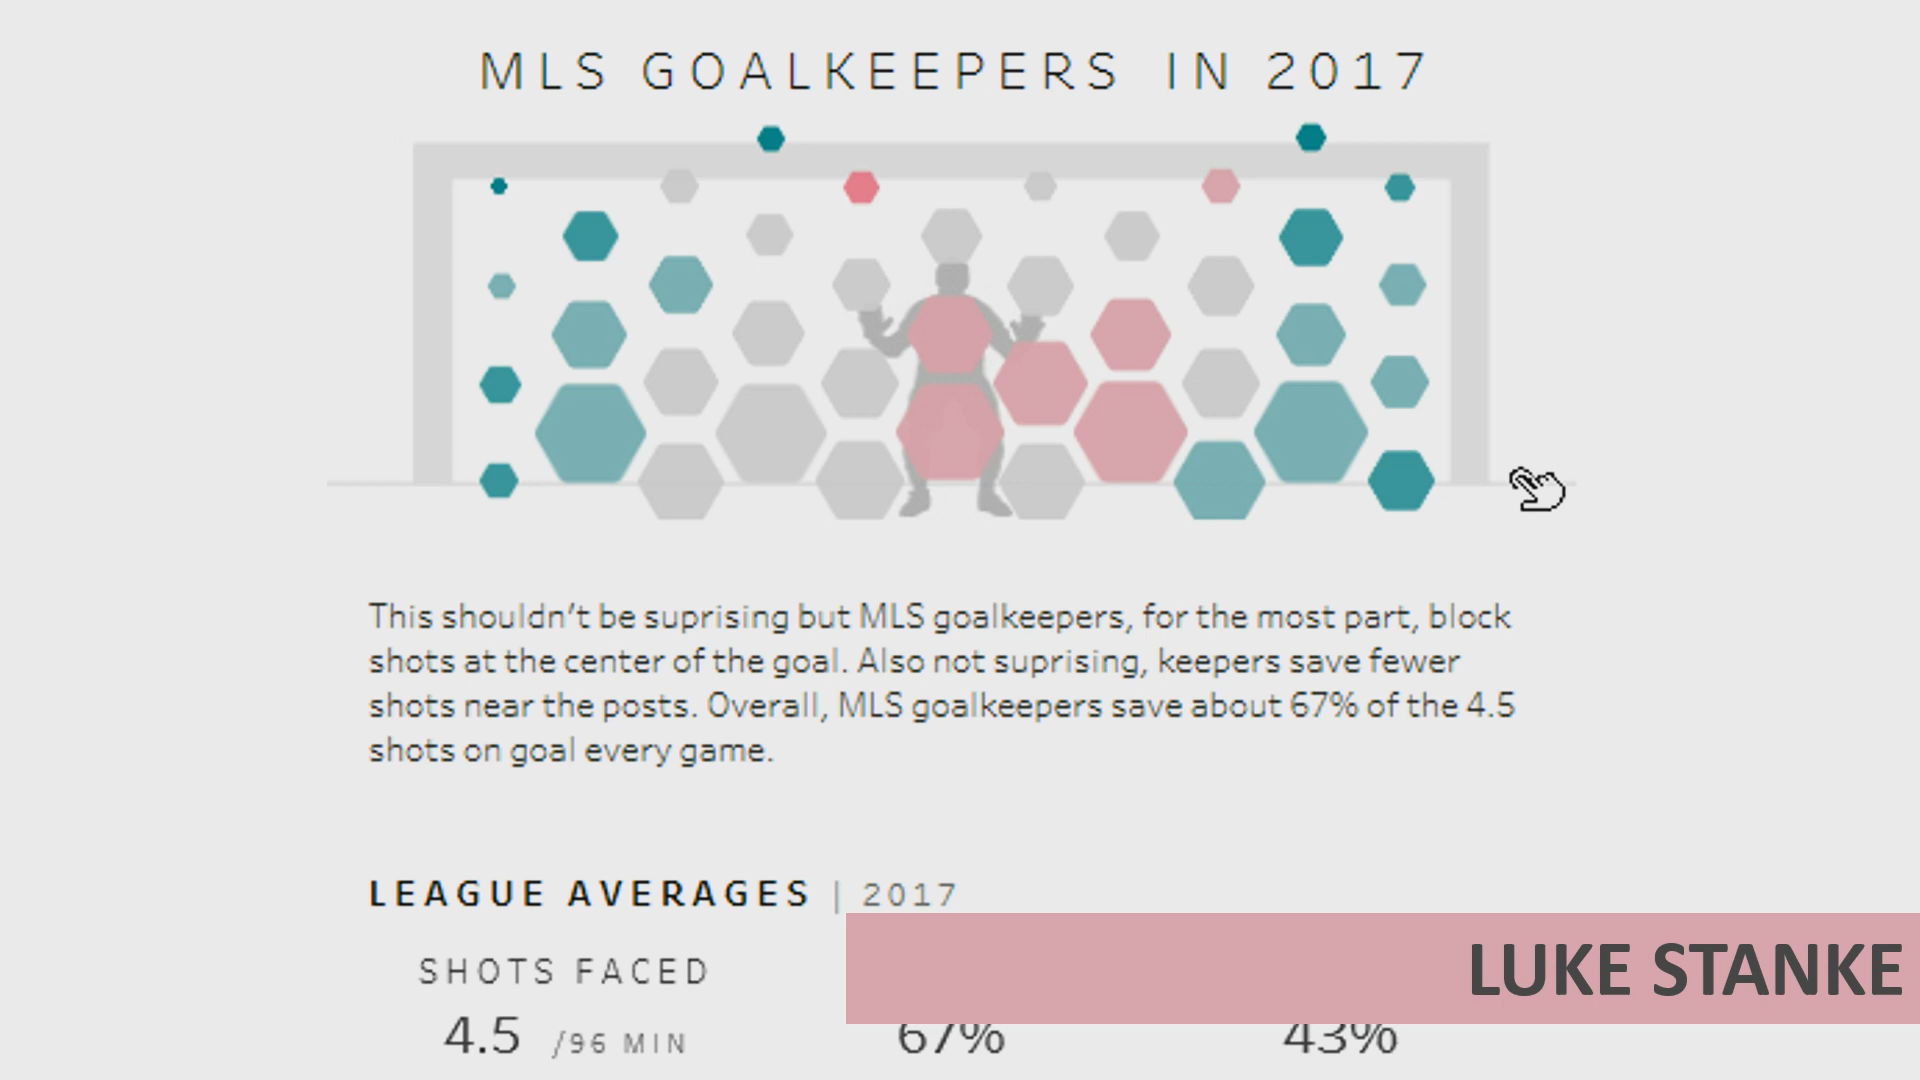 MLS GOALKEEPERS IN 2017
This shouldn't be suprising but MLS goalkeepers, for the most part, block
shots at the center of the goal. Also not suprising, keepers save fewer
shots near the posts. Overall, MLS goalkeepers save about 67% of the 4.5
shots on goal every game.
LEAGUE AVERAGES | 2017
SHOTS FACED
LUKE STANKE
4.5 /96 MIN 67% 43%